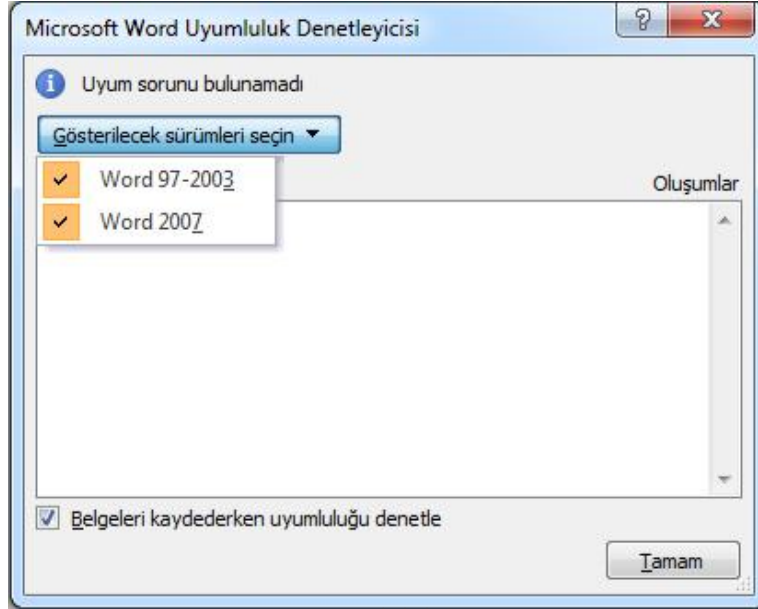 Microsoft Word Uyumluluk Denetleyicisi
Uyum sorunu bulunamadı
Gösterilecek sürümleri seçin
Word 97-2003
Oluşumlar
Word 2007
Belgeleri kaydederken uyumluluğu denetle
Tamam